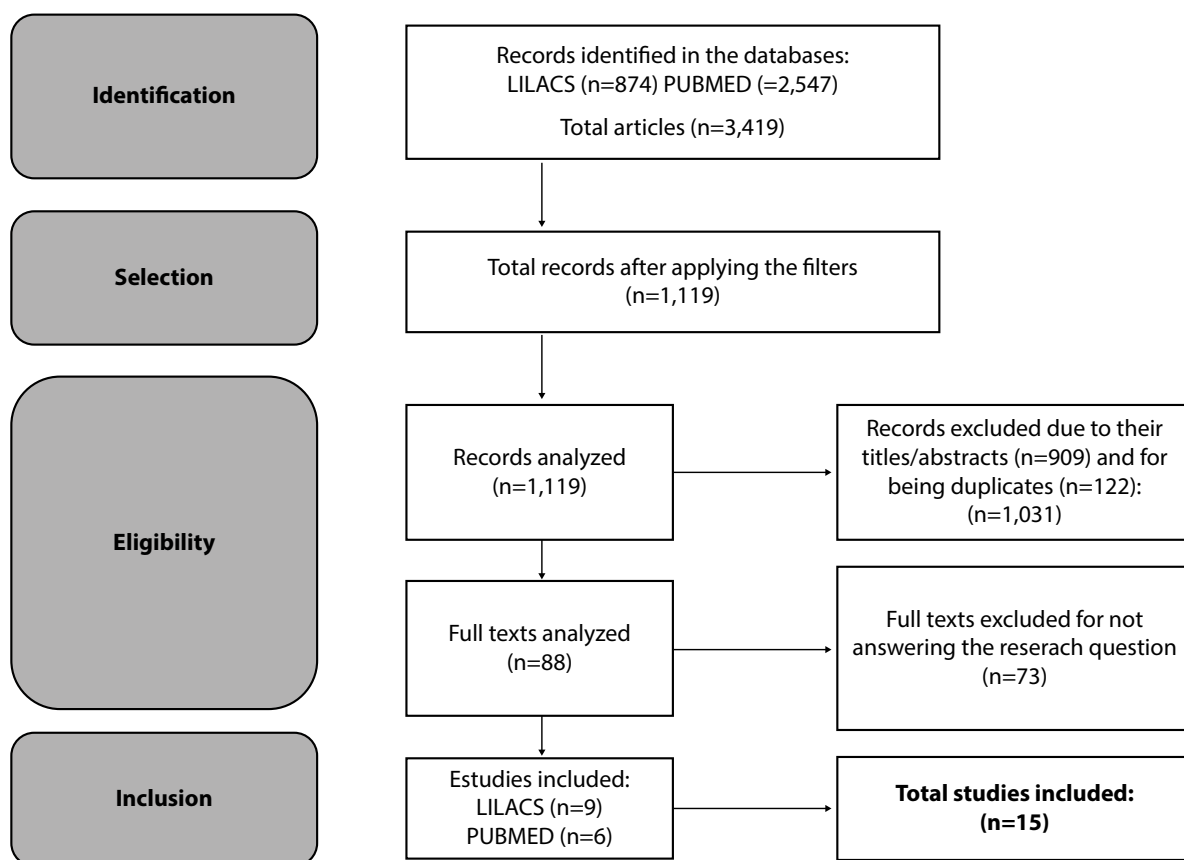 Identification
Records identified in the databases:
LILACS (n=874) PUBMED (=2,547)
Total articles (n=3,419)
Selection
Total records after applying the filters
(n=1,119)
Eligibility
Records analyzed
(n=1,119)
Records excluded due to their
titles/abstracts (n=909) and for
being duplicates (n=122):
(n=1,031)
Full texts analyzed
(n=88)
Full texts excluded for not
answering the reserach question
(n=73)
Inclusion
Estudies included:
LILACS (n=9)
PUBMED (n=6)
Total studies included:
(n=15)